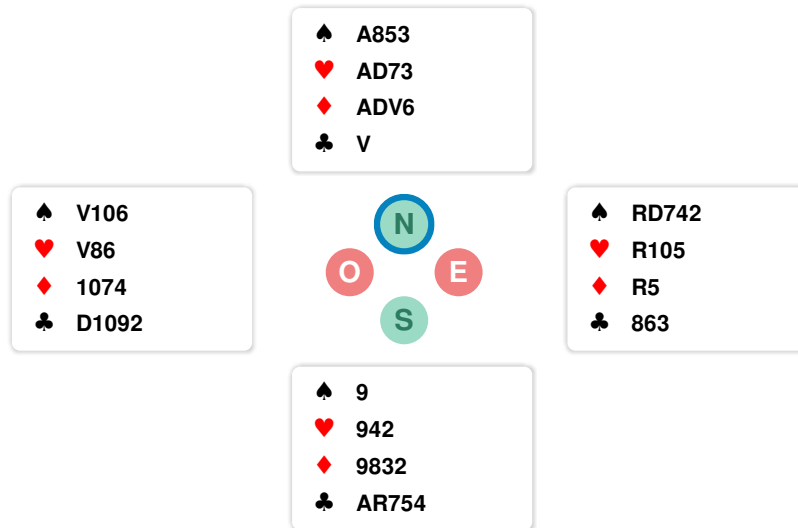 ♠ A853
♥ AD73
♦ ADV6
♣ V
♠ V106
♥ V86
♦ 1074
♣ D1092
N
O
E
S
♠ RD742
♥ R105
♦ R5
♣ 863
♠ 9
♥ 942
♦ 9832
♣ AR754